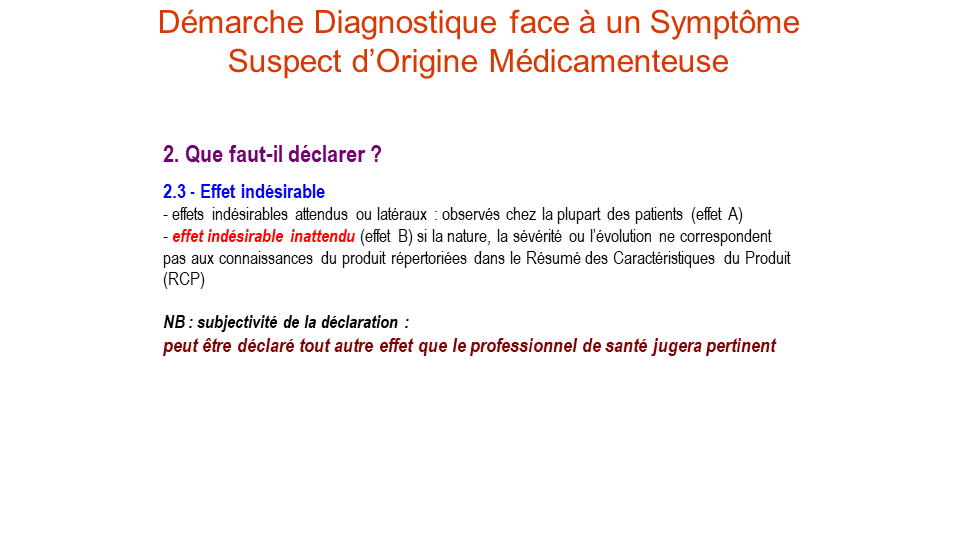 Démarche Diagnostique face à un Symptôme
Suspect d’Origine Médicamenteuse
2. Que faut-il déclarer ?
2.3 - Effet indésirable
- effets indésirables attendus ou latéraux : observés chez la plupart des patients (effet A)
- effet indésirable inattendu (effet B) si la nature, la sévérité ou l’évolution ne correspondent
pas aux connaissances du produit répertoriées dans le Résumé des Caractéristiques du Produit
(RCP)
NB : subjectivité de la déclaration :
peut être déclaré tout autre effet que le professionnel de santé jugera pertinent